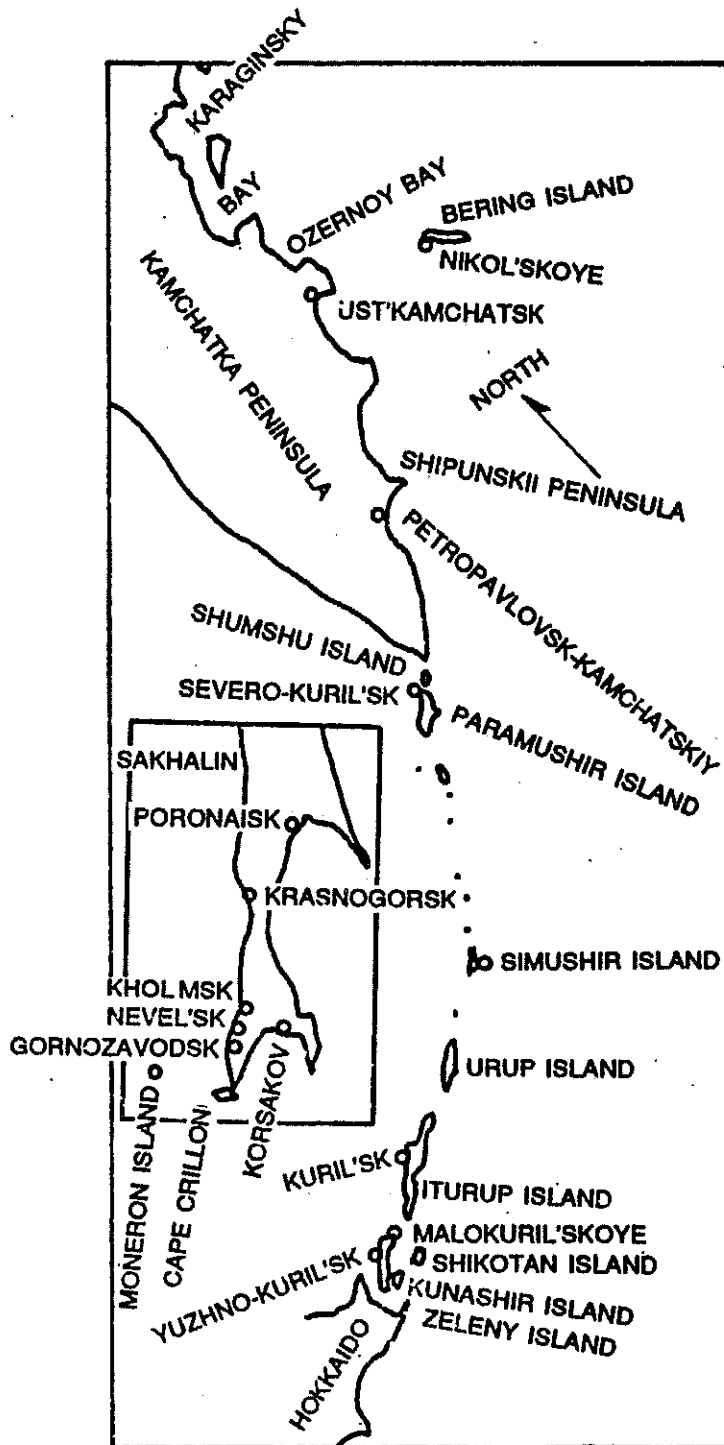 KARAGINSKY
BAY
OZERNOY BAY
BERING ISLAND
NIKOL'SKOYE
UST'KAMCHATSK
KAMCHATKA PENINSULA
NORTH
SHIPUNSKII PENINSULA
PETROPAVLOVSK-KAMCHATSKIY
SHUMSHU ISLAND
SEVERO-KURIL'SK
PARAMUSHIR ISLAND
SAKHALIN
PORONAISK
KRASNOGORSK
SIMUSHIR ISLAND
KHOLMSK
NEVEL'SK
GORNOZAVODSK
URUP ISLAND
MONERON ISLAND
CAPE CRILLON
KORSAKOV
KURIL'SK
ITURUP ISLAND
MALOKURIL'SKOYE
SHIKOTAN ISLAND
YUZHNO-KURIL'SK
KUNASHIR ISLAND
ZELENY ISLAND
HOKKAIDO